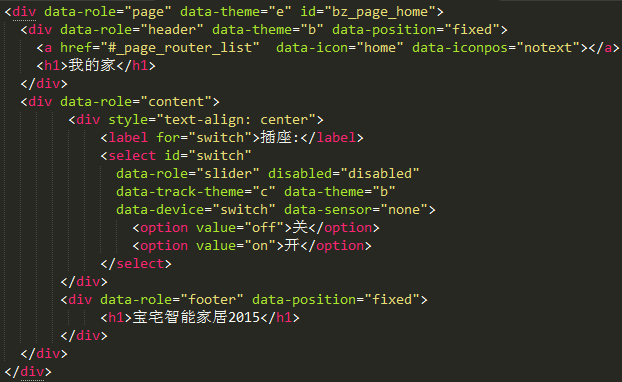 <div data-role="page" data-theme="e" id="bz_page_home">
  <div data-role="header" data-theme="b" data-position="fixed">
    <a href="#_page_router_list"  data-icon="home" data-iconpos="notext"></a>
    <h1>我的家</h1>
  </div>
  <div data-role="content">
        <div style="text-align: center">
            <label for="switch">插座:</label>
            <select id="switch"
              data-role="slider" disabled="disabled"
              data-track-theme="c" data-theme="b"
              data-device="switch" data-sensor="none">
                <option value="off">关</option>
                <option value="on">开</option>
            </select>
       </div>
       <div data-role="footer" data-position="fixed">
            <h1>宝宅智能家居2015</h1>
       </div>
  </div>
</div>